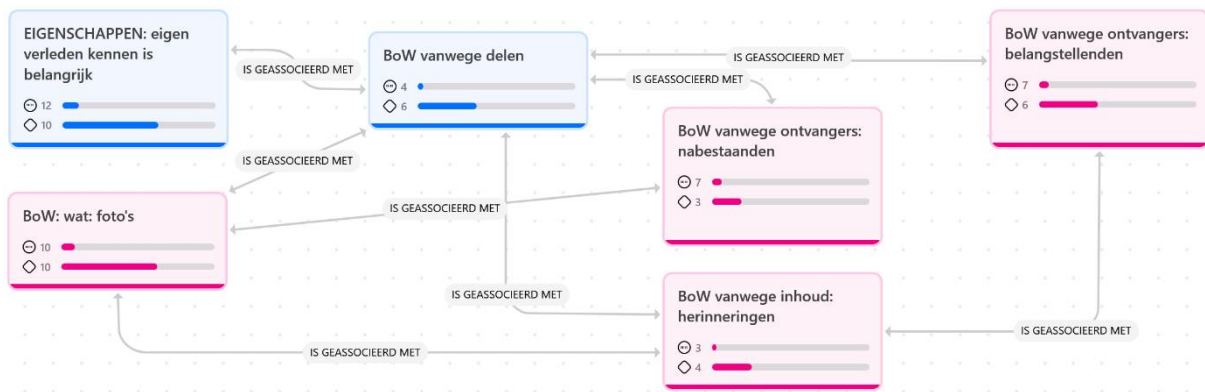 EIGENSCHAPPEN: eigen
verleden kennen is
belangrijk
12
10
IS GEASSOCIEERD MET
BoW vanwege delen
4
6
IS GEASSOCIEERD MET
IS GEASSOCIEERD MET
BoW vanwege ontvangers:
belangstellenden
7
6
BoW vanwege ontvangers:
nabestaanden
7
3
IS GEASSOCIEERD MET
BoW: wat: foto's
10
10
IS GEASSOCIEERD MET
IS GEASSOCIEERD MET
BoW vanwege inhoud:
herinneringen
3
4
IS GEASSOCIEERD MET
IS GEASSOCIEERD MET